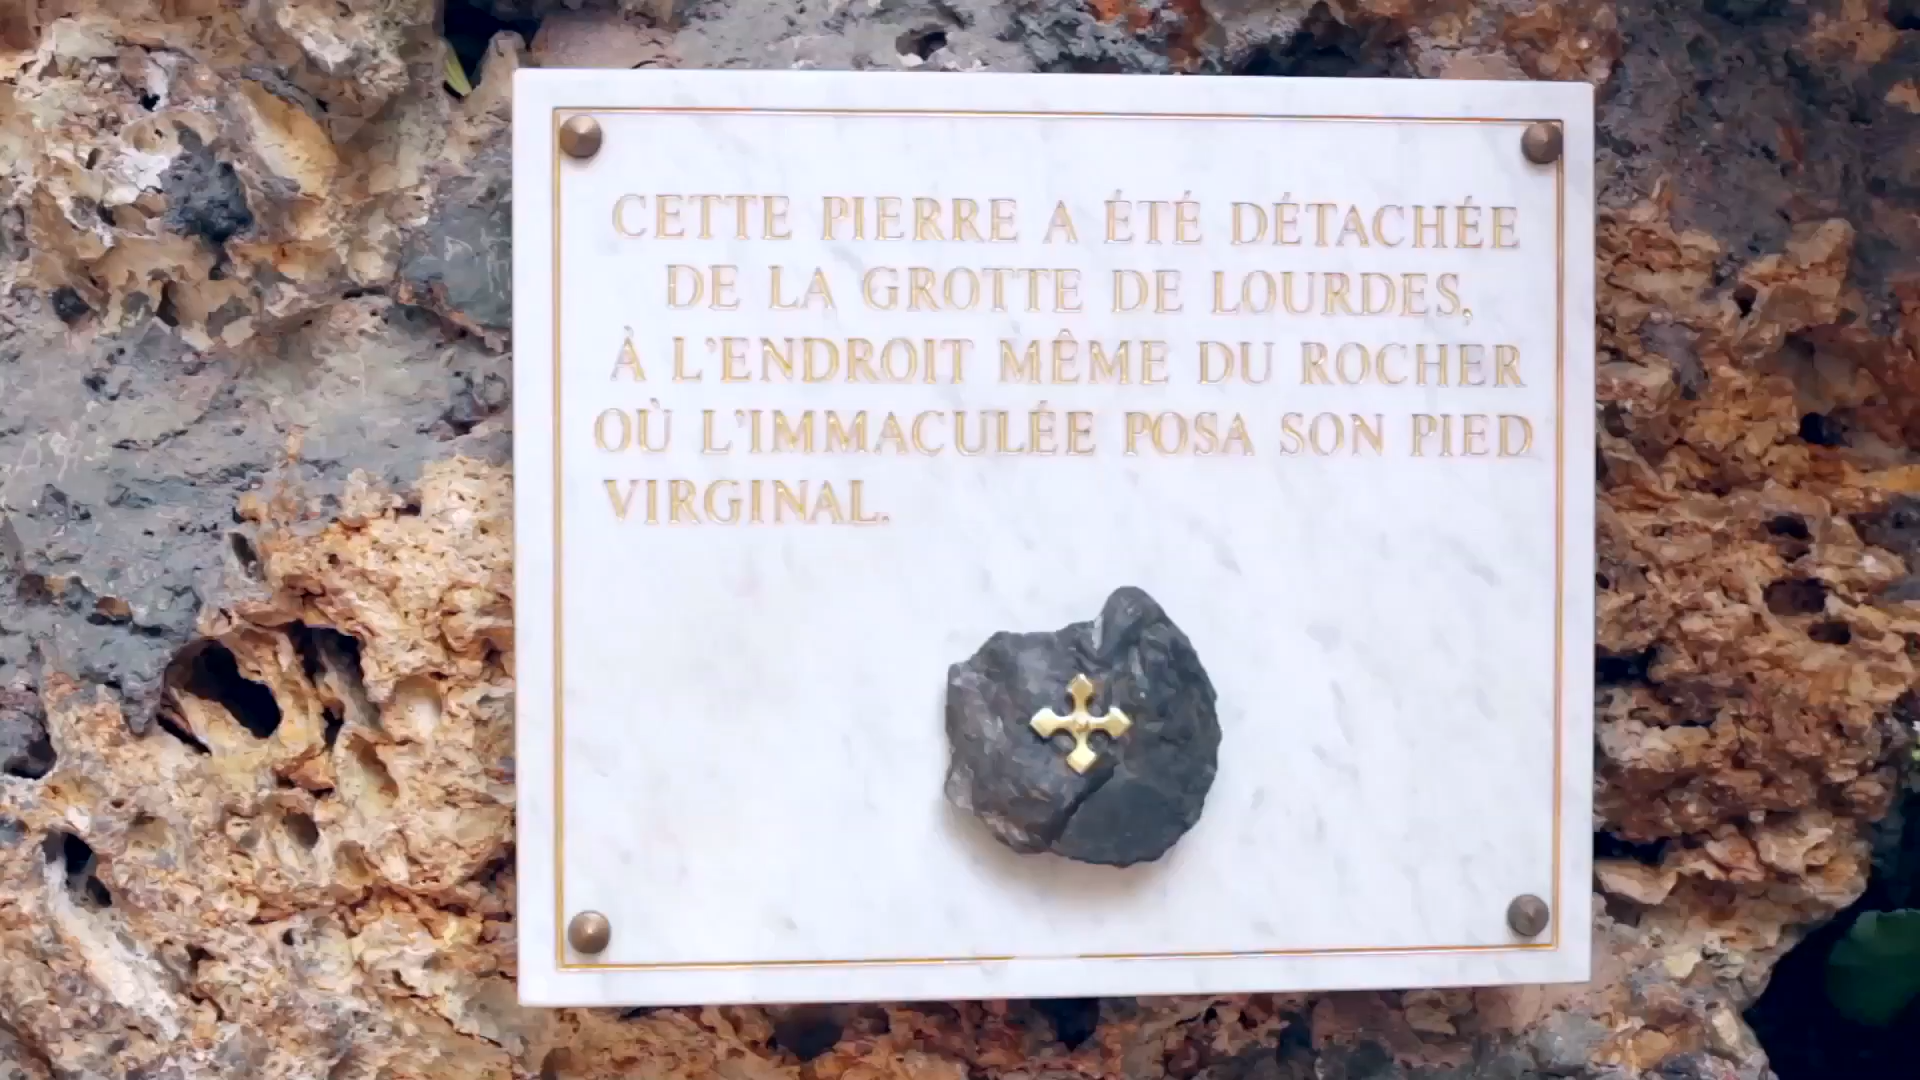 CETTE PIERRE A ÉTÉ DÉTACHÉE
DE LA GROTTE DE LOURDES,
À L'ENDROIT MÊME DU ROCHER
OÙ L'IMMACULÉE POSA SON PIED
VIRGINAL.